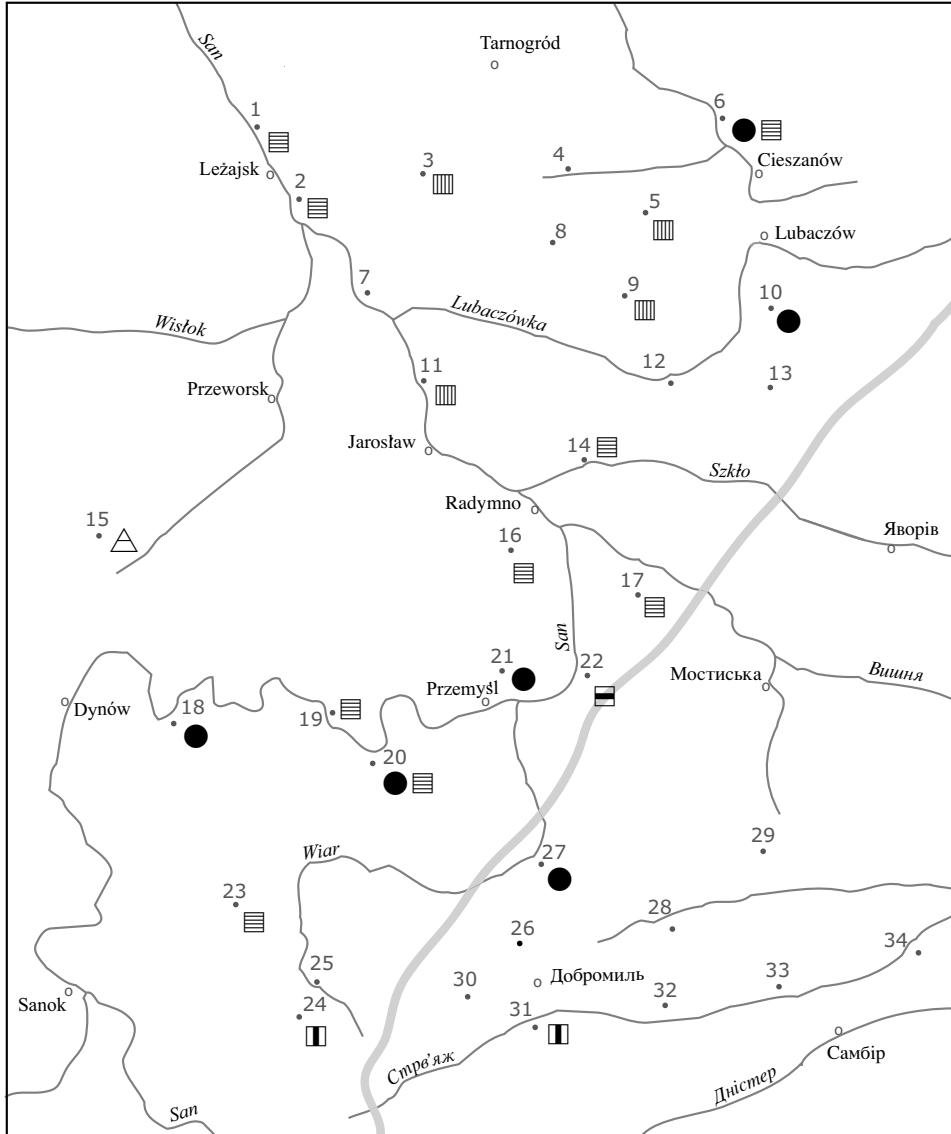 San
Tarnogród
1
6
3
4
Cieszanów
Leżajsk
2
5
8
Lubaczów
7
9
10
Lubaczówka
Wisłok
12
13
11
Przeworsk
Jarosław
14
Szkło
Radymno
15
16
Яворів
17
San
21
22
Przemyśl
Мостиська
Вишня
Dynów
18
19
20
Wiar
27
29
23
28
26
34
25
30
Добромиль
33
Sanok
24
31
32
Стрв'яж
Самбір
Дністер
San